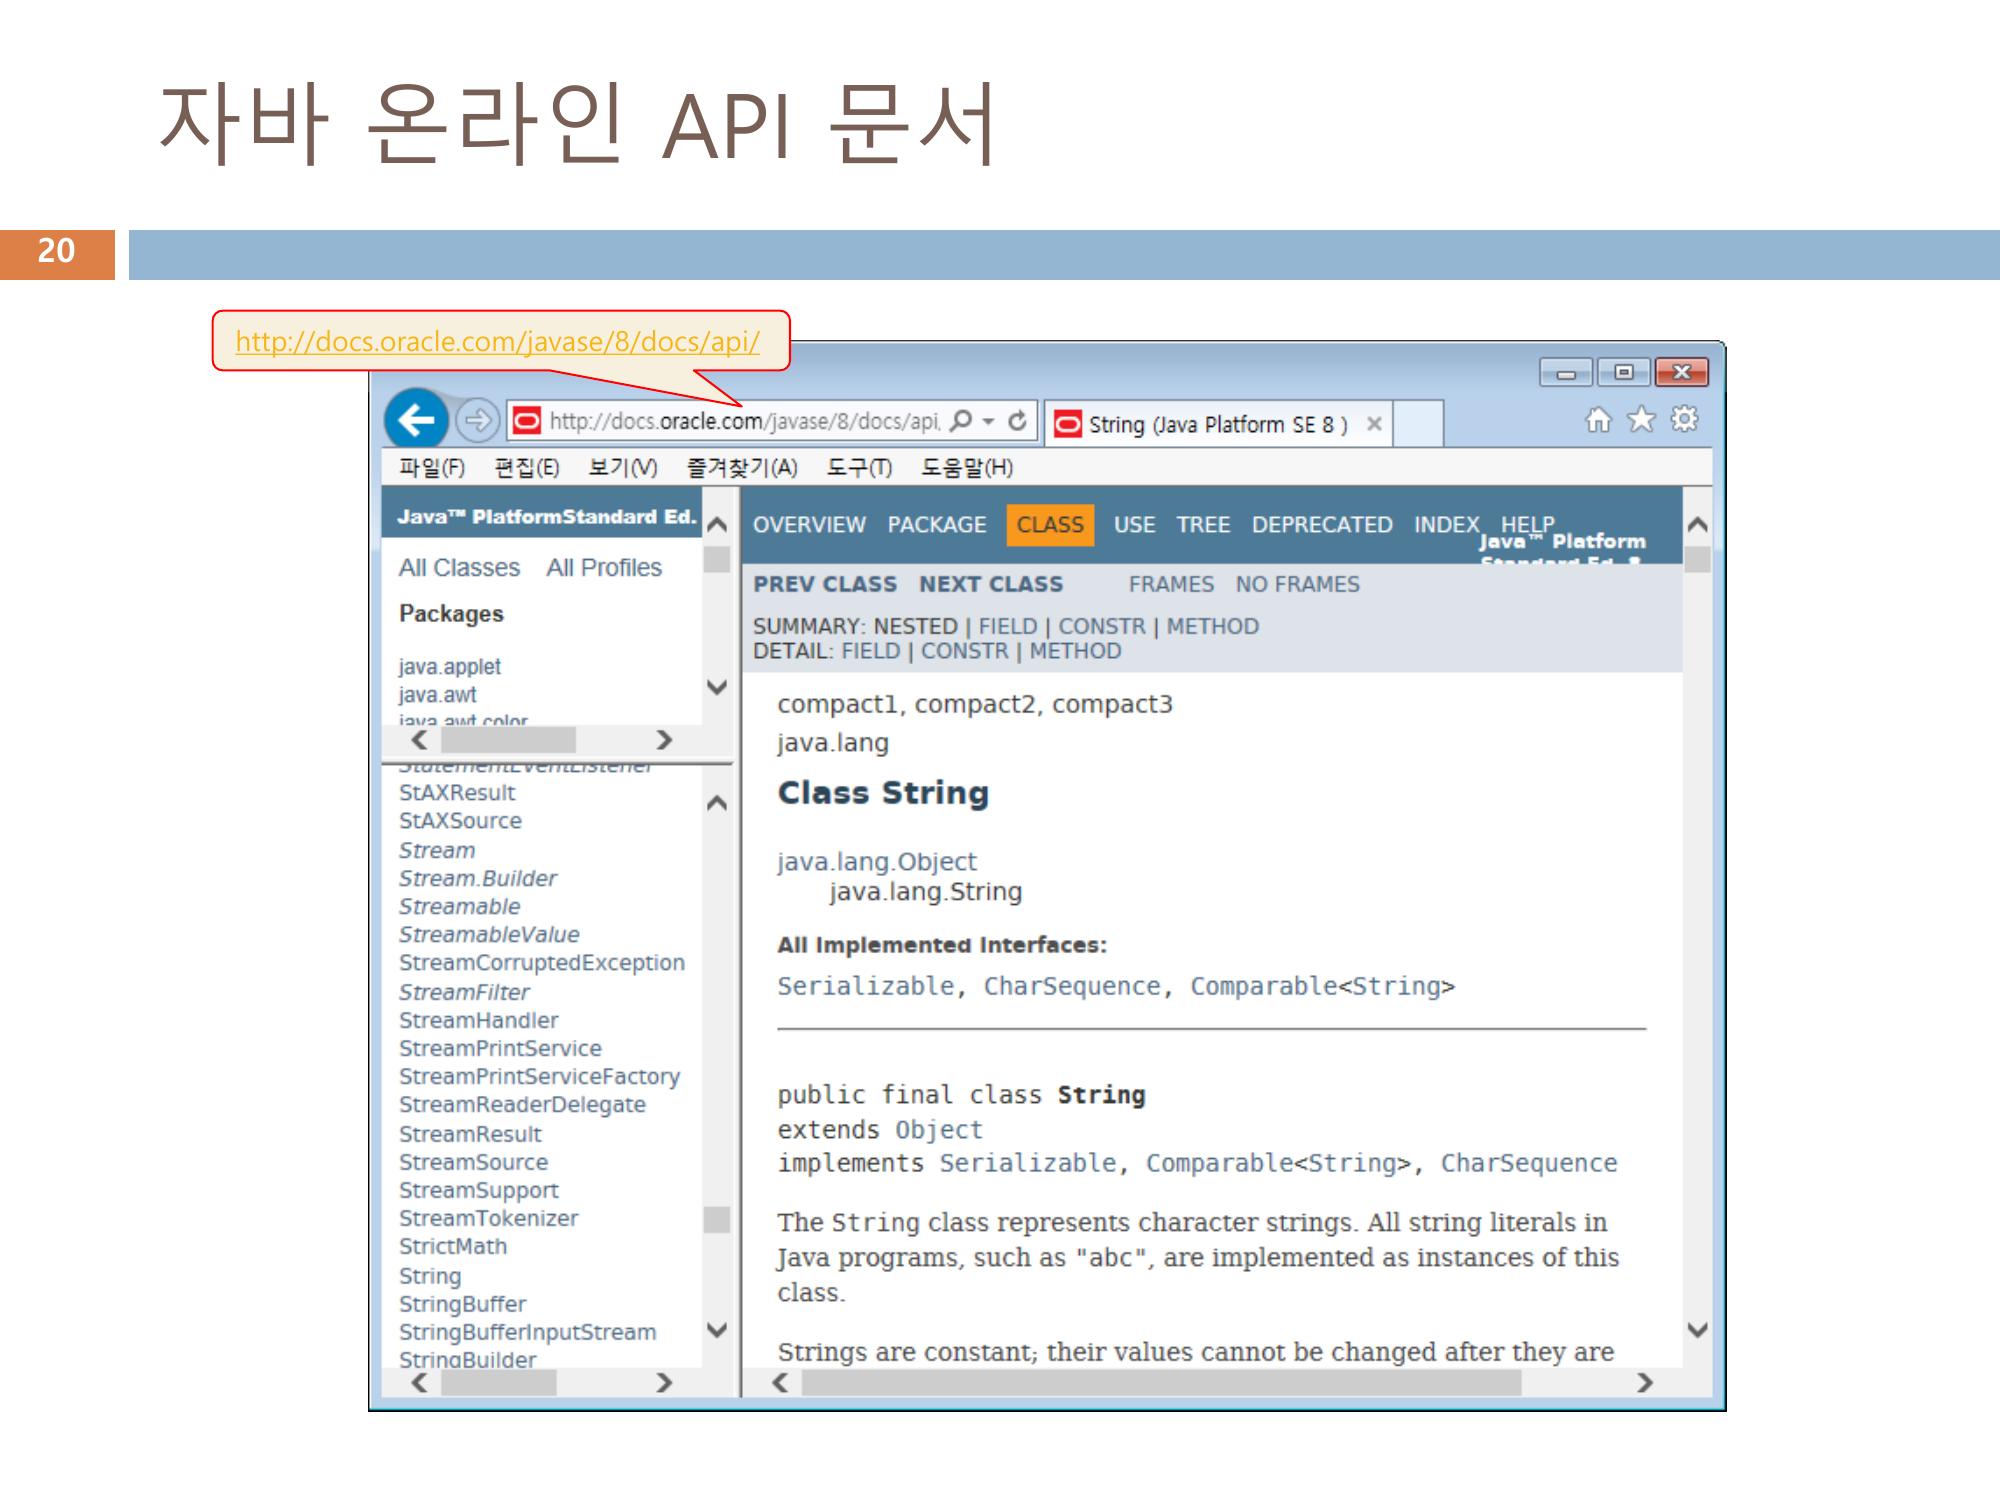 자바 온라인 API 문서
20
http://docs.oracle.com/javase/8/docs/api/
http://docs.oracle.com/javase/8/docs/api,
String (Java Platform SE 8 )
파일(F) 편집(E) 보기(V) 즐겨찾기(A) 도구(T) 도움말(H)
Java™ PlatformStandard Ed.
All Classes All Profiles
Packages
java.applet
java.awt
java.awt.color
StatementEventListener
StAXResult
StAXSource
Stream
Stream.Builder
Streamable
StreamableValue
StreamCorruptedException
StreamFilter
StreamHandler
StreamPrintService
StreamPrintServiceFactory
StreamReaderDelegate
StreamResult
StreamSource
StreamSupport
StreamTokenizer
StrictMath
String
StringBuffer
StringBufferInputStream
StringBuilder
OVERVIEW PACKAGE CLASS USE TREE DEPRECATED INDEX HELP
Java™ Platform
Standard Ed. 8
PREV CLASS NEXT CLASS FRAMES NO FRAMES
SUMMARY: NESTED | FIELD | CONSTR | METHOD
DETAIL: FIELD | CONSTR | METHOD
compact1, compact2, compact3
java.lang
Class String
java.lang.Object
java.lang.String
All Implemented Interfaces:
Serializable, CharSequence, Comparable<String>
public final class String
extends Object
implements Serializable, Comparable<String>, CharSequence
The String class represents character strings. All string literals in
Java programs, such as "abc", are implemented as instances of this
class.
Strings are constant; their values cannot be changed after they are